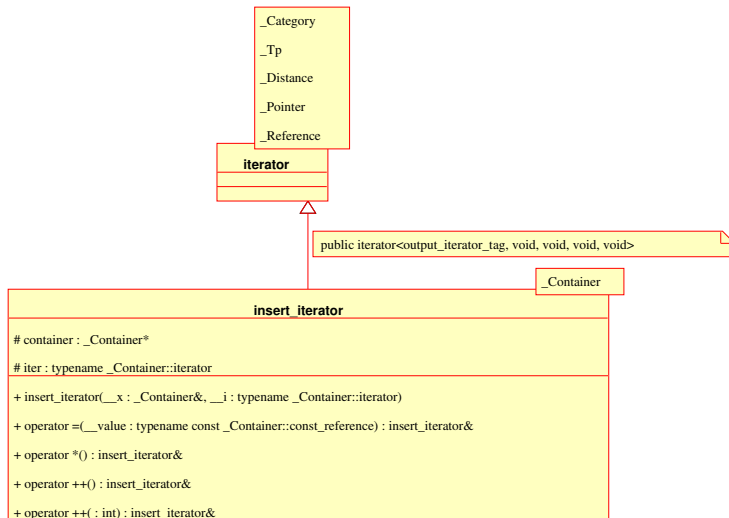 _Category
_Tp
_Distance
_Pointer
_Reference
iterator
public iterator<output_iterator_tag, void, void, void, void>
_Container
insert_iterator
# container : _Container*
# iter : typename _Container::iterator
+ insert_iterator(__x : _Container&, __i : typename _Container::iterator)
+ operator =(__value : typename const _Container::const_reference) : insert_iterator&
+ operator *() : insert_iterator&
+ operator ++() : insert_iterator&
+ operator ++( : int) : insert_iterator&